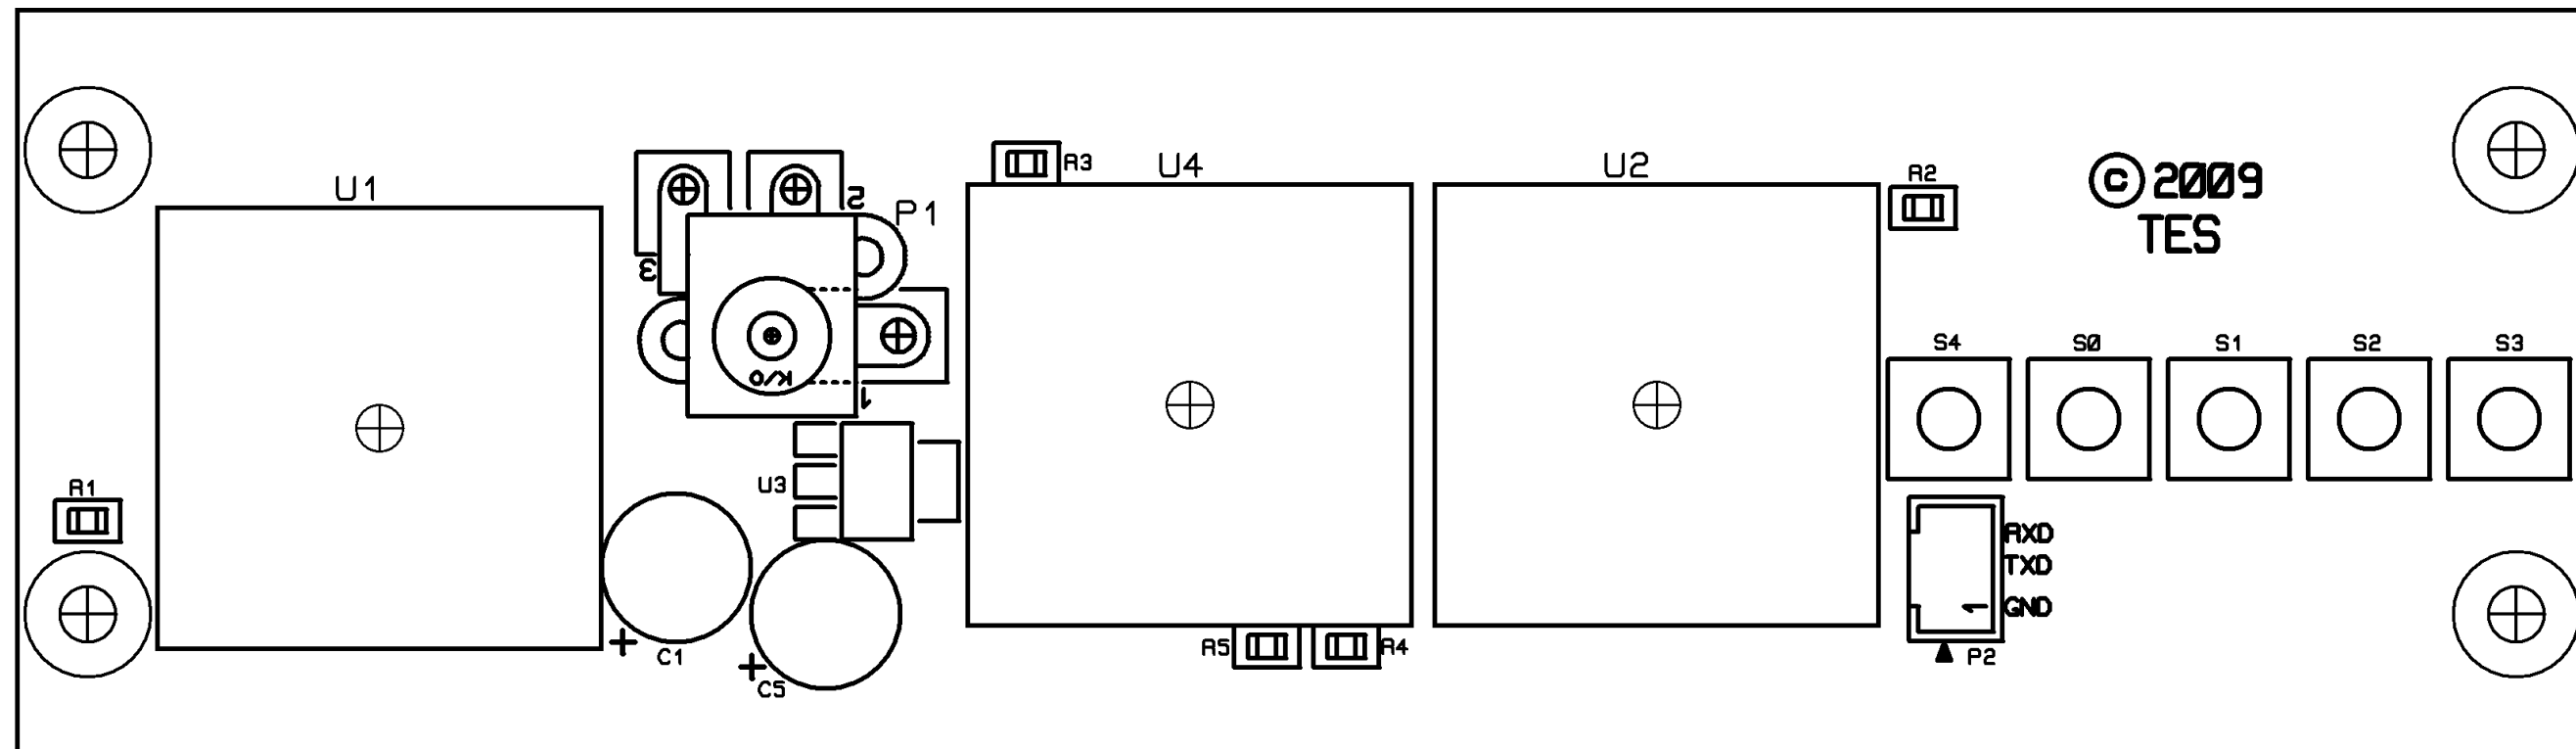 R3
U4
U2
R2
© 2009
TES
U1
2
P1
3
K/O
1
S4
S0
S1
S2
S3
R1
U3
RXD
TXD
1 GND
+
C1
R5
R4
P2
+
C5